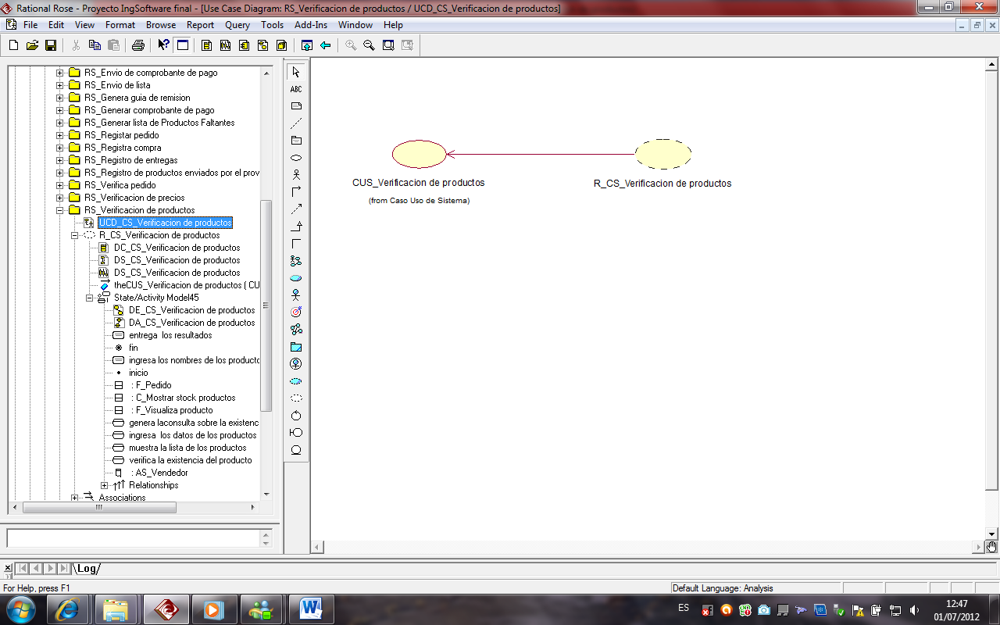 Rational Rose - Proyecto IngSoftware final - [Use Case Diagram: RS_Verificacion de productos / UCD_CS_Verificacion de productos]
File Edit View Format Browse Report Query Tools Add-Ins Window Help
RS_Envio de comprobante de pago
RS_Envio de lista
RS_Genera guia de remision
RS_Generar comprobante de pago
RS_Generar lista de Productos Faltantes
RS_Registar pedido
RS_Registra compra
RS_Registro de entregas
RS_Registro de productos enviados por el prov
RS_Verifica pedido
RS_Verificacion de precios
RS_Verificacion de productos
UCD_CS_Verificacion de productos
R_CS_Verificacion de productos
DC_CS_Verificacion de productos
DS_CS_Verificacion de productos
DS_CS_Verificacion de productos
theCUS_Verificacion de productos ( CU
State/Activity Model45
DE_CS_Verificacion de productos
DA_CS_Verificacion de productos
entrega los resultados
fin
ingresa los nombres de los producto
inicio
: F_Pedido
: C_Mostrar stock productos
: F_Visualiza producto
genera laconsulta sobre la existenc
ingresa los datos de los productos
muestra la lista de los productos
verifica la existencia del producto
: AS_Vendedor
Relationships
Associations
ABC
CUS_Verificacion de productos
(from Caso Uso de Sistema)
R_CS_Verificacion de productos
Log
For Help, press F1
Default Language: Analysis
ES
12:47
01/07/2012